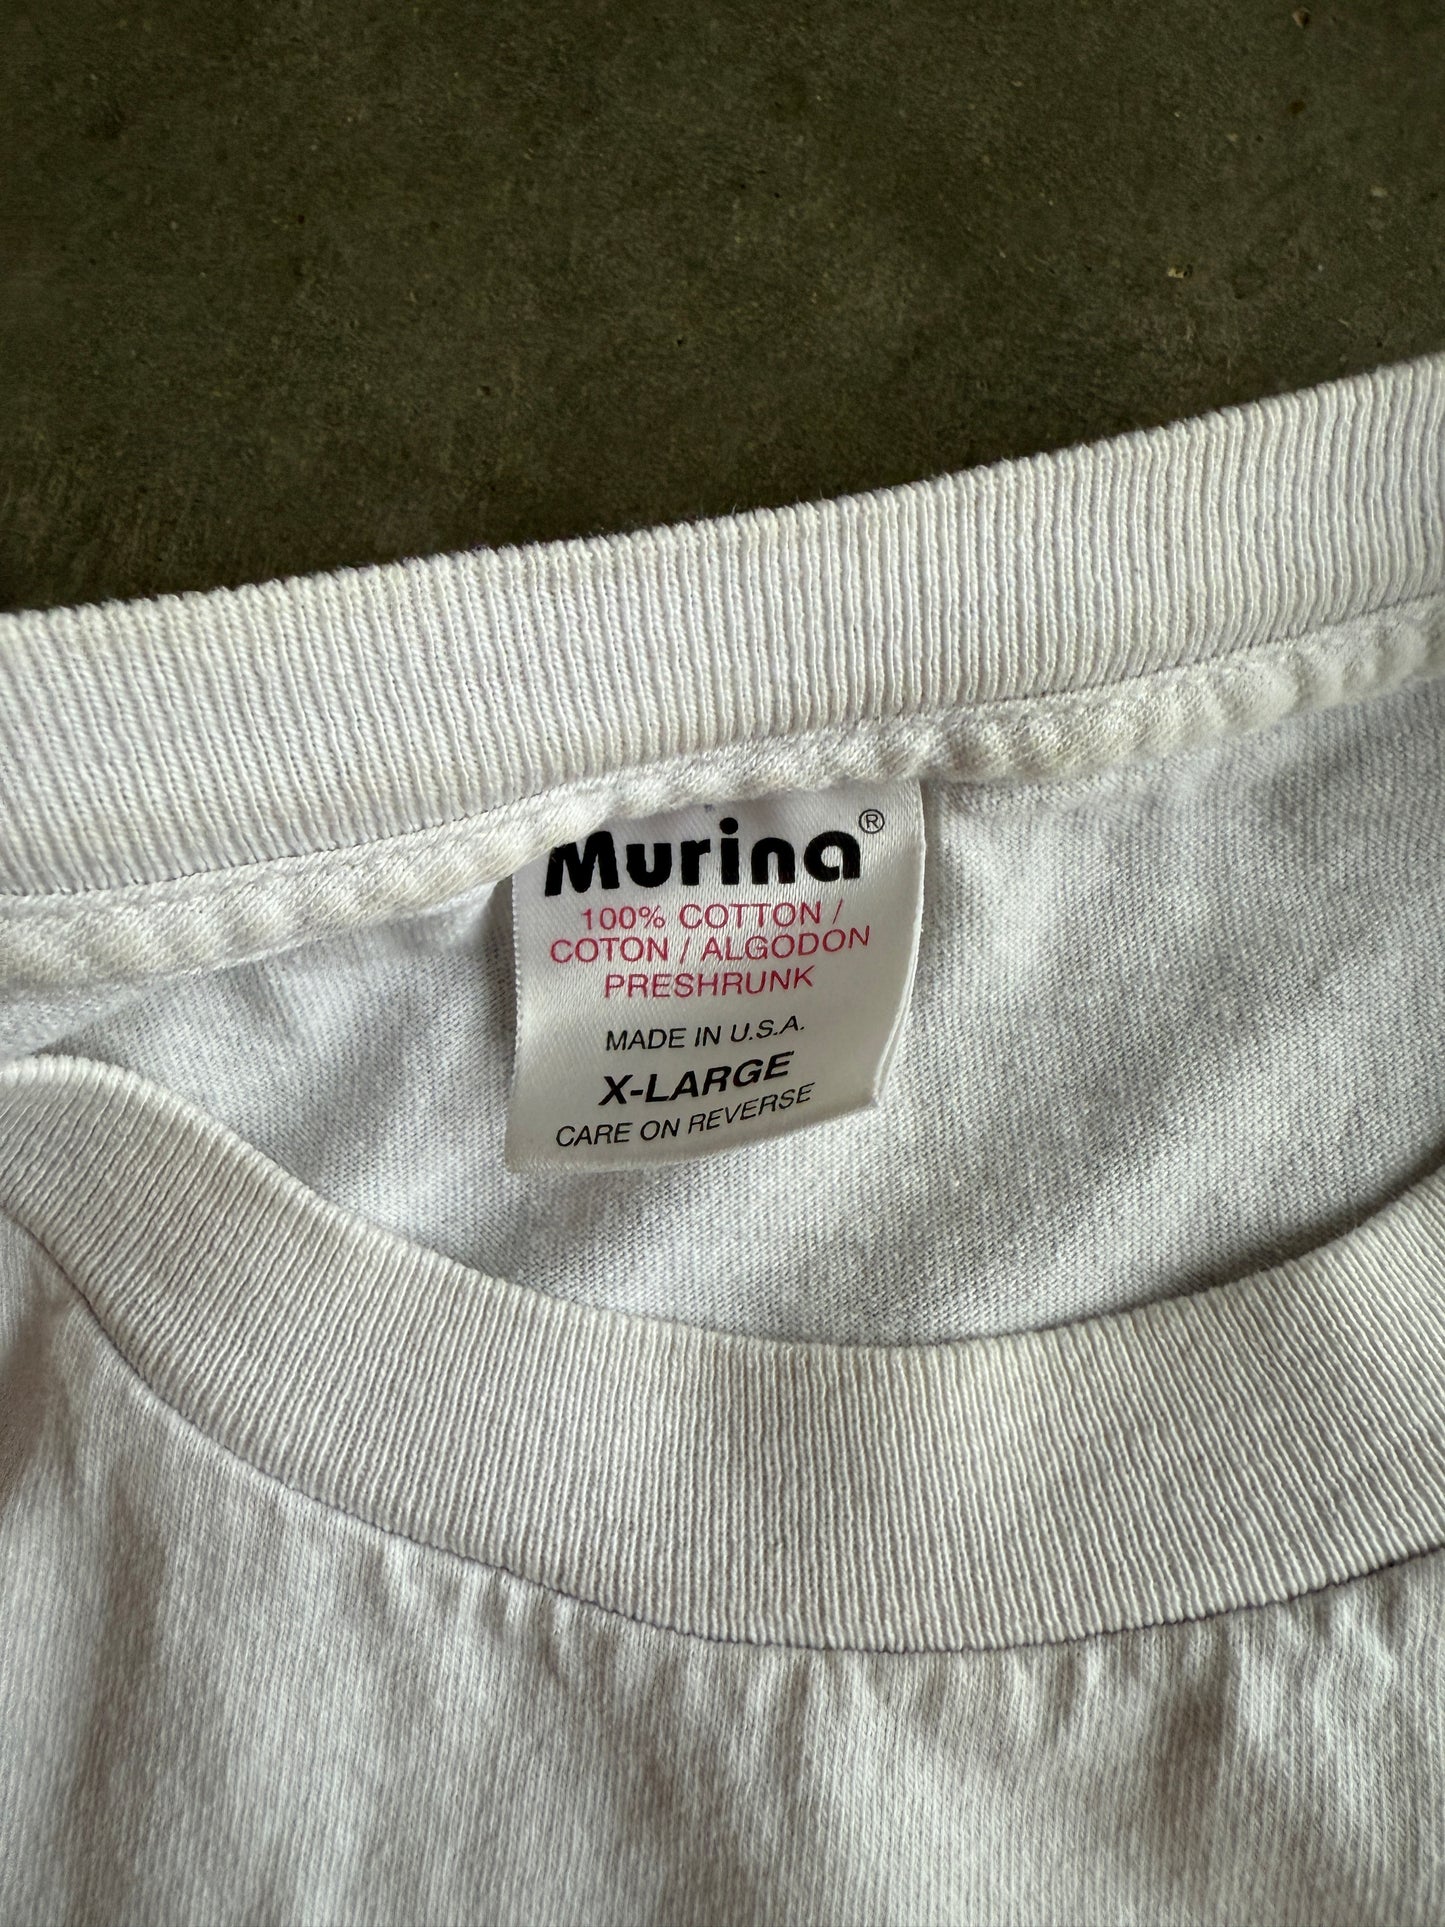 Murina®
100% COTTON /
COTON / ALGODON
PRESHRUNK
MADE IN U.S.A.
X-LARGE
CARE ON REVERSE